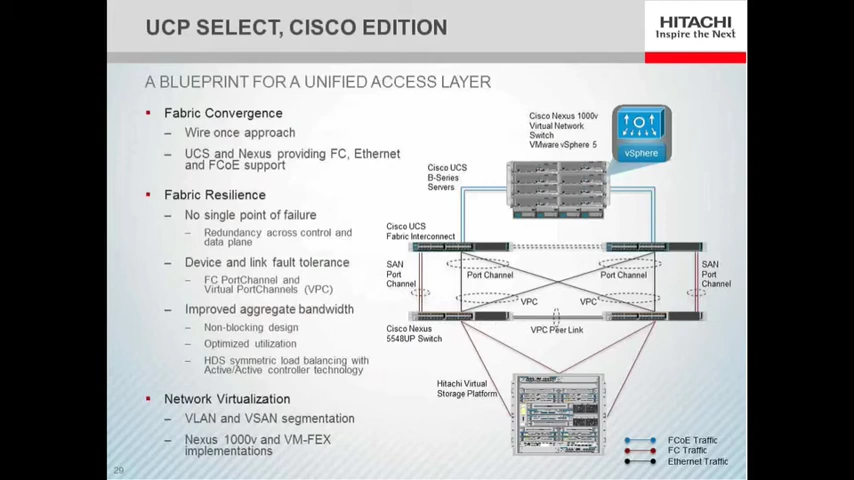 UCP SELECT, CISCO EDITION
HITACHI
Inspire the Next
A BLUEPRINT FOR A UNIFIED ACCESS LAYER
Fabric Convergence
– Wire once approach
– UCS and Nexus providing FC, Ethernet
and FCoE support
Fabric Resilience
– No single point of failure
– Redundancy across control and
data plane
– Device and link fault tolerance
– FC PortChannel and
Virtual PortChannels (VPC)
– Improved aggregate bandwidth
– Non-blocking design
– Optimized utilization
– HDS symmetric load balancing with
Active/Active controller technology
Network Virtualization
– VLAN and VSAN segmentation
– Nexus 1000v and VM-FEX
implementations
Cisco Nexus 1000v
Virtual Network
Switch
VMware vSphere 5
vSphere
Cisco UCS
B-Series
Servers
Cisco UCS
Fabric Interconnect
SAN
Port
Channel
Port Channel
Port Channel
SAN
Port
Channel
VPC
VPC
Cisco Nexus
5548UP Switch
VPC Peer Link
Hitachi Virtual
Storage Platform
FCoE Traffic
FC Traffic
Ethernet Traffic
29